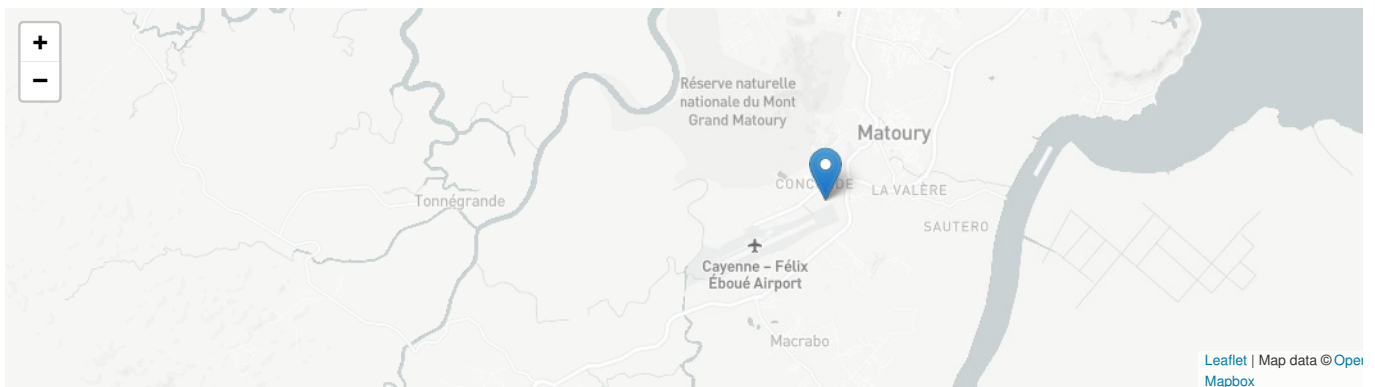 +
−
Réserve naturelle
nationale du Mont
Grand Matoury
Matoury
LA VALÈRE
Tonnégrande
SAUTERO
Cayenne – Félix
Éboué Airport
Macrabo
Leaflet | Map data ©
Mapbox